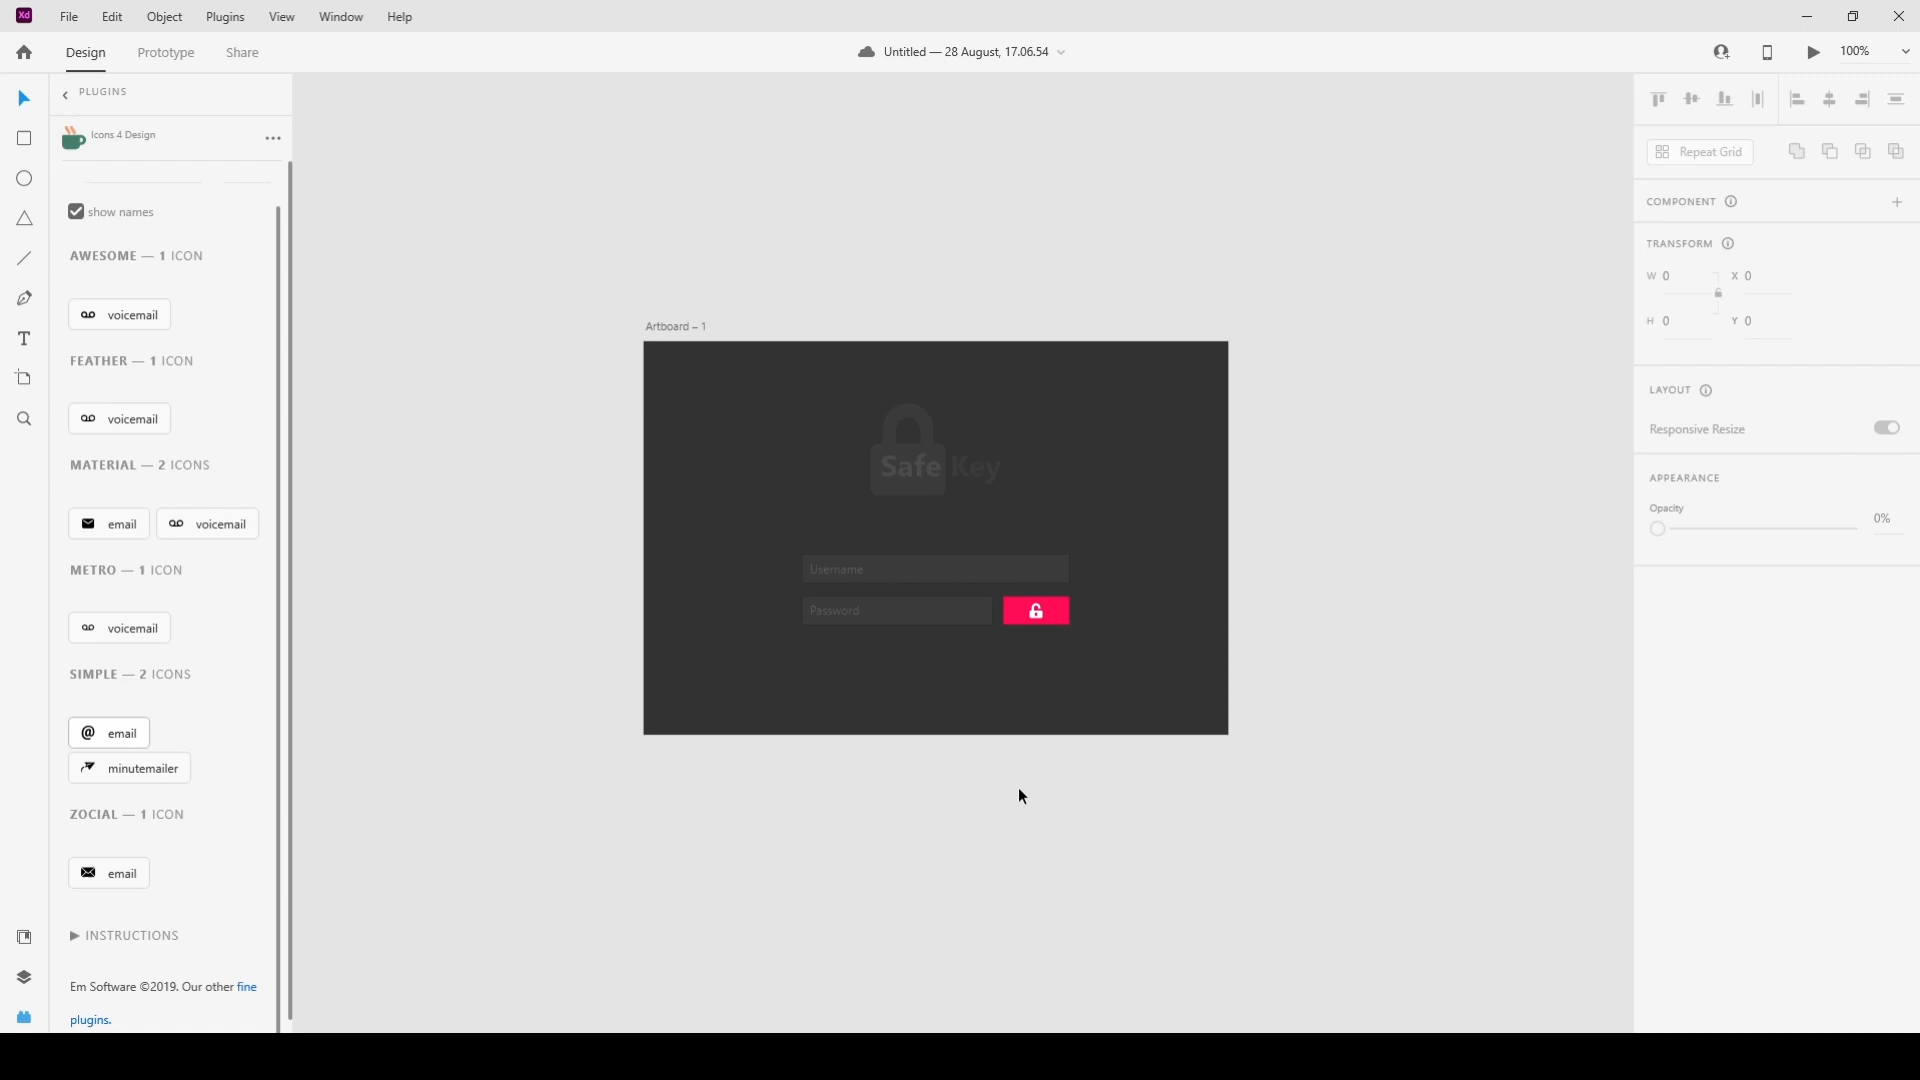 Xd File Edit Object Plugins View Window Help
Design Prototype Share
Untitled — 28 August, 17.06.54
100%
PLUGINS
Icons 4 Design
show names
AWESOME — 1 ICON
voicemail
FEATHER — 1 ICON
voicemail
MATERIAL — 2 ICONS
email voicemail
METRO — 1 ICON
voicemail
SIMPLE — 2 ICONS
@ email
minutemailer
ZOCIAL — 1 ICON
email
INSTRUCTIONS
Em Software ©2019. Our other fine
plugins.
Artboard – 1
Safe Key
Username
Password
Repeat Grid
COMPONENT
TRANSFORM
W 0 X 0
H 0 Y 0
LAYOUT
Responsive Resize
APPEARANCE
Opacity
0%